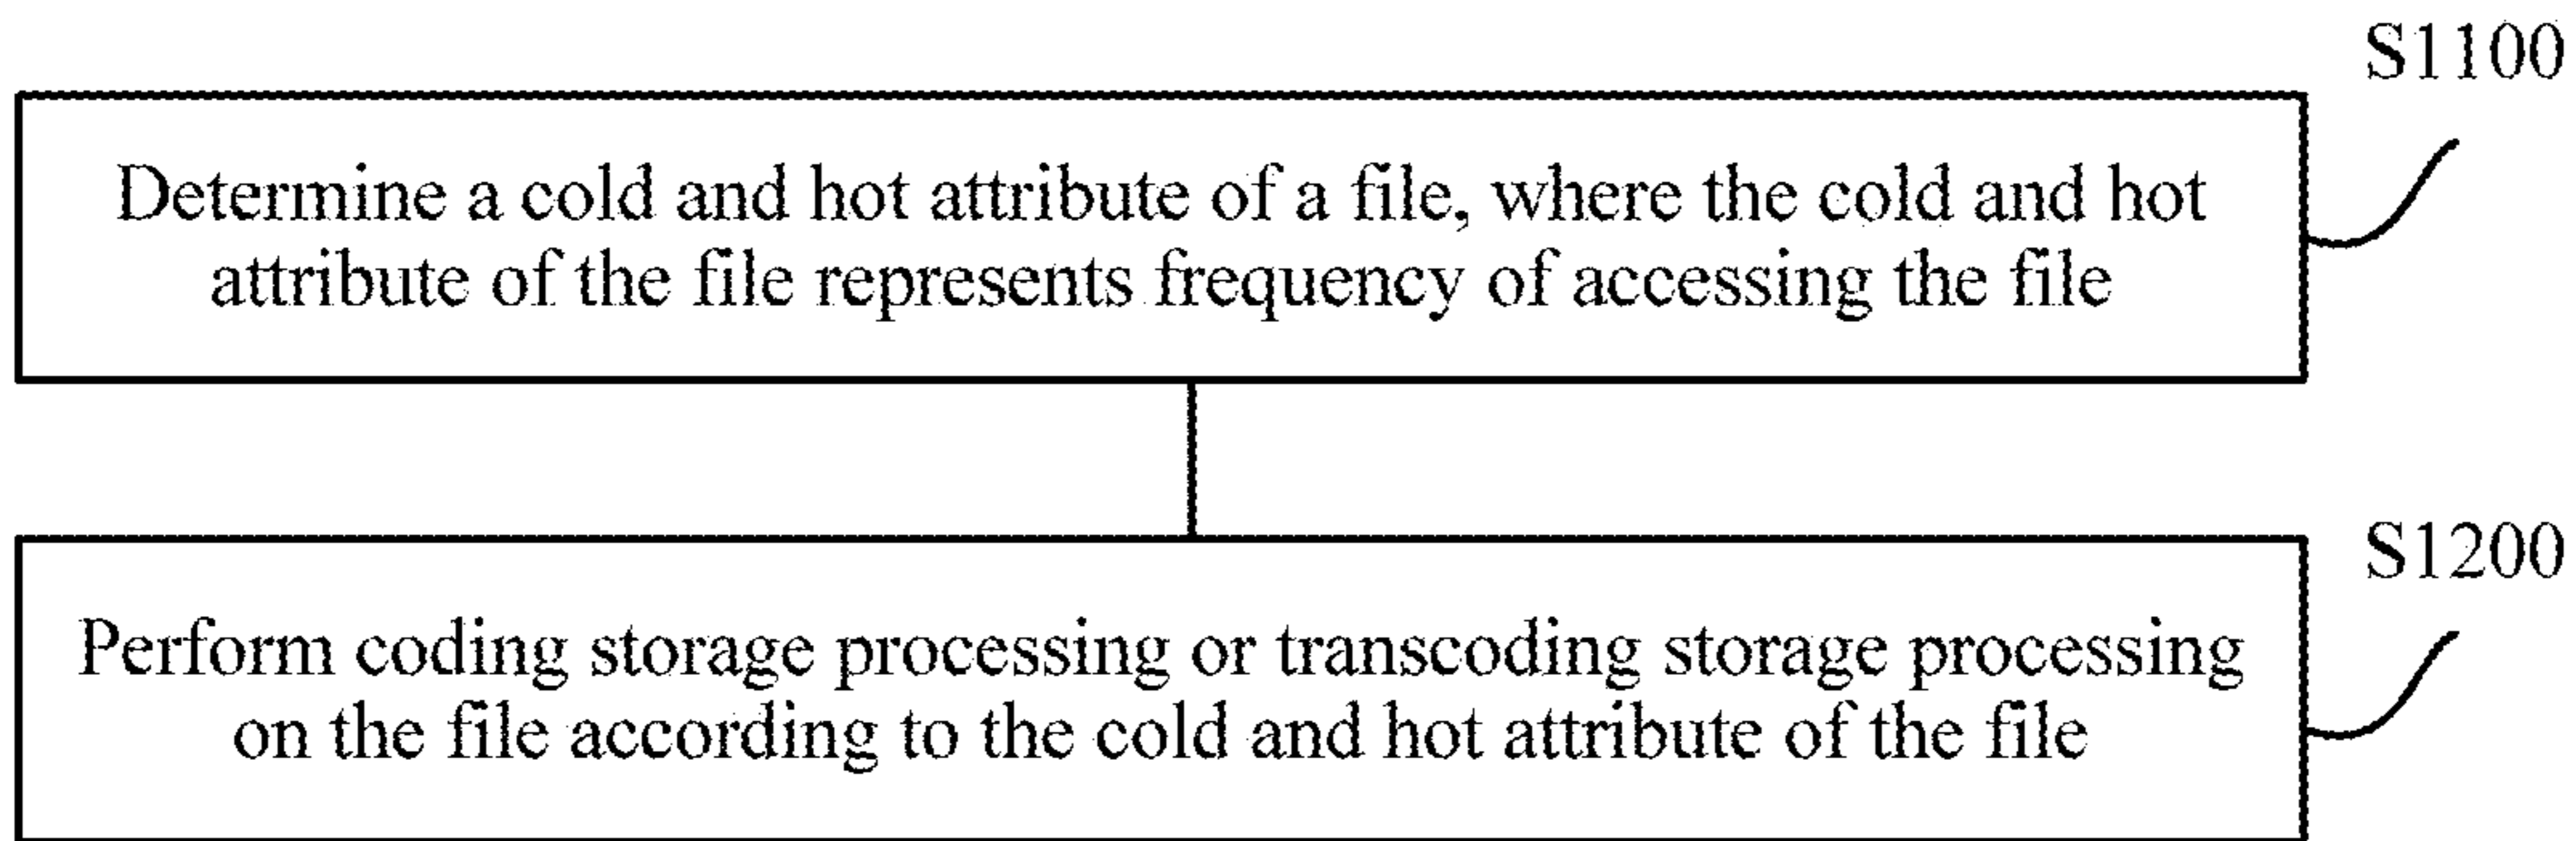 S1100
Determine a cold and hot attribute of a file, where the cold and hot
attribute of the file represents frequency of accessing the file
S1200
Perform coding storage processing or transcoding storage processing
on the file according to the cold and hot attribute of the file